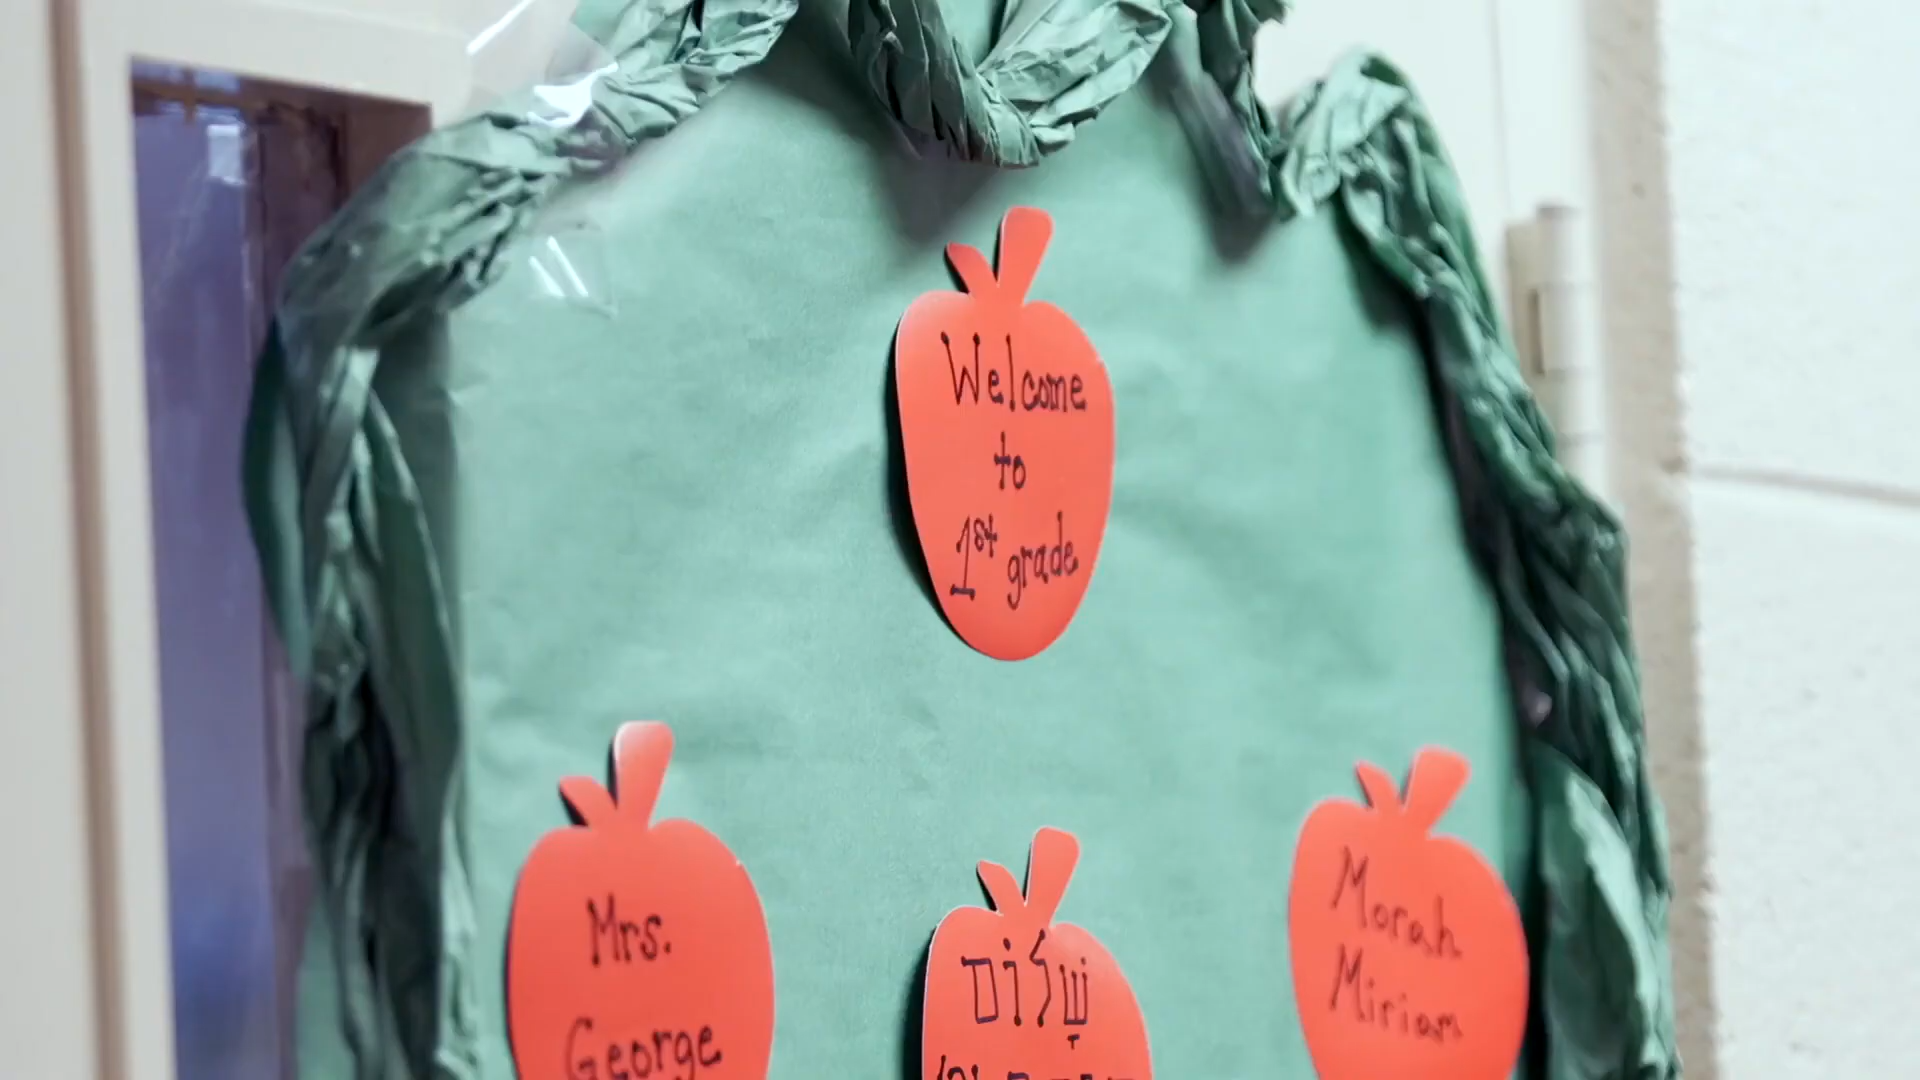 Welcome
to
1st grade
Mrs.
George
שָׁלוֹם
Morah
Miriam